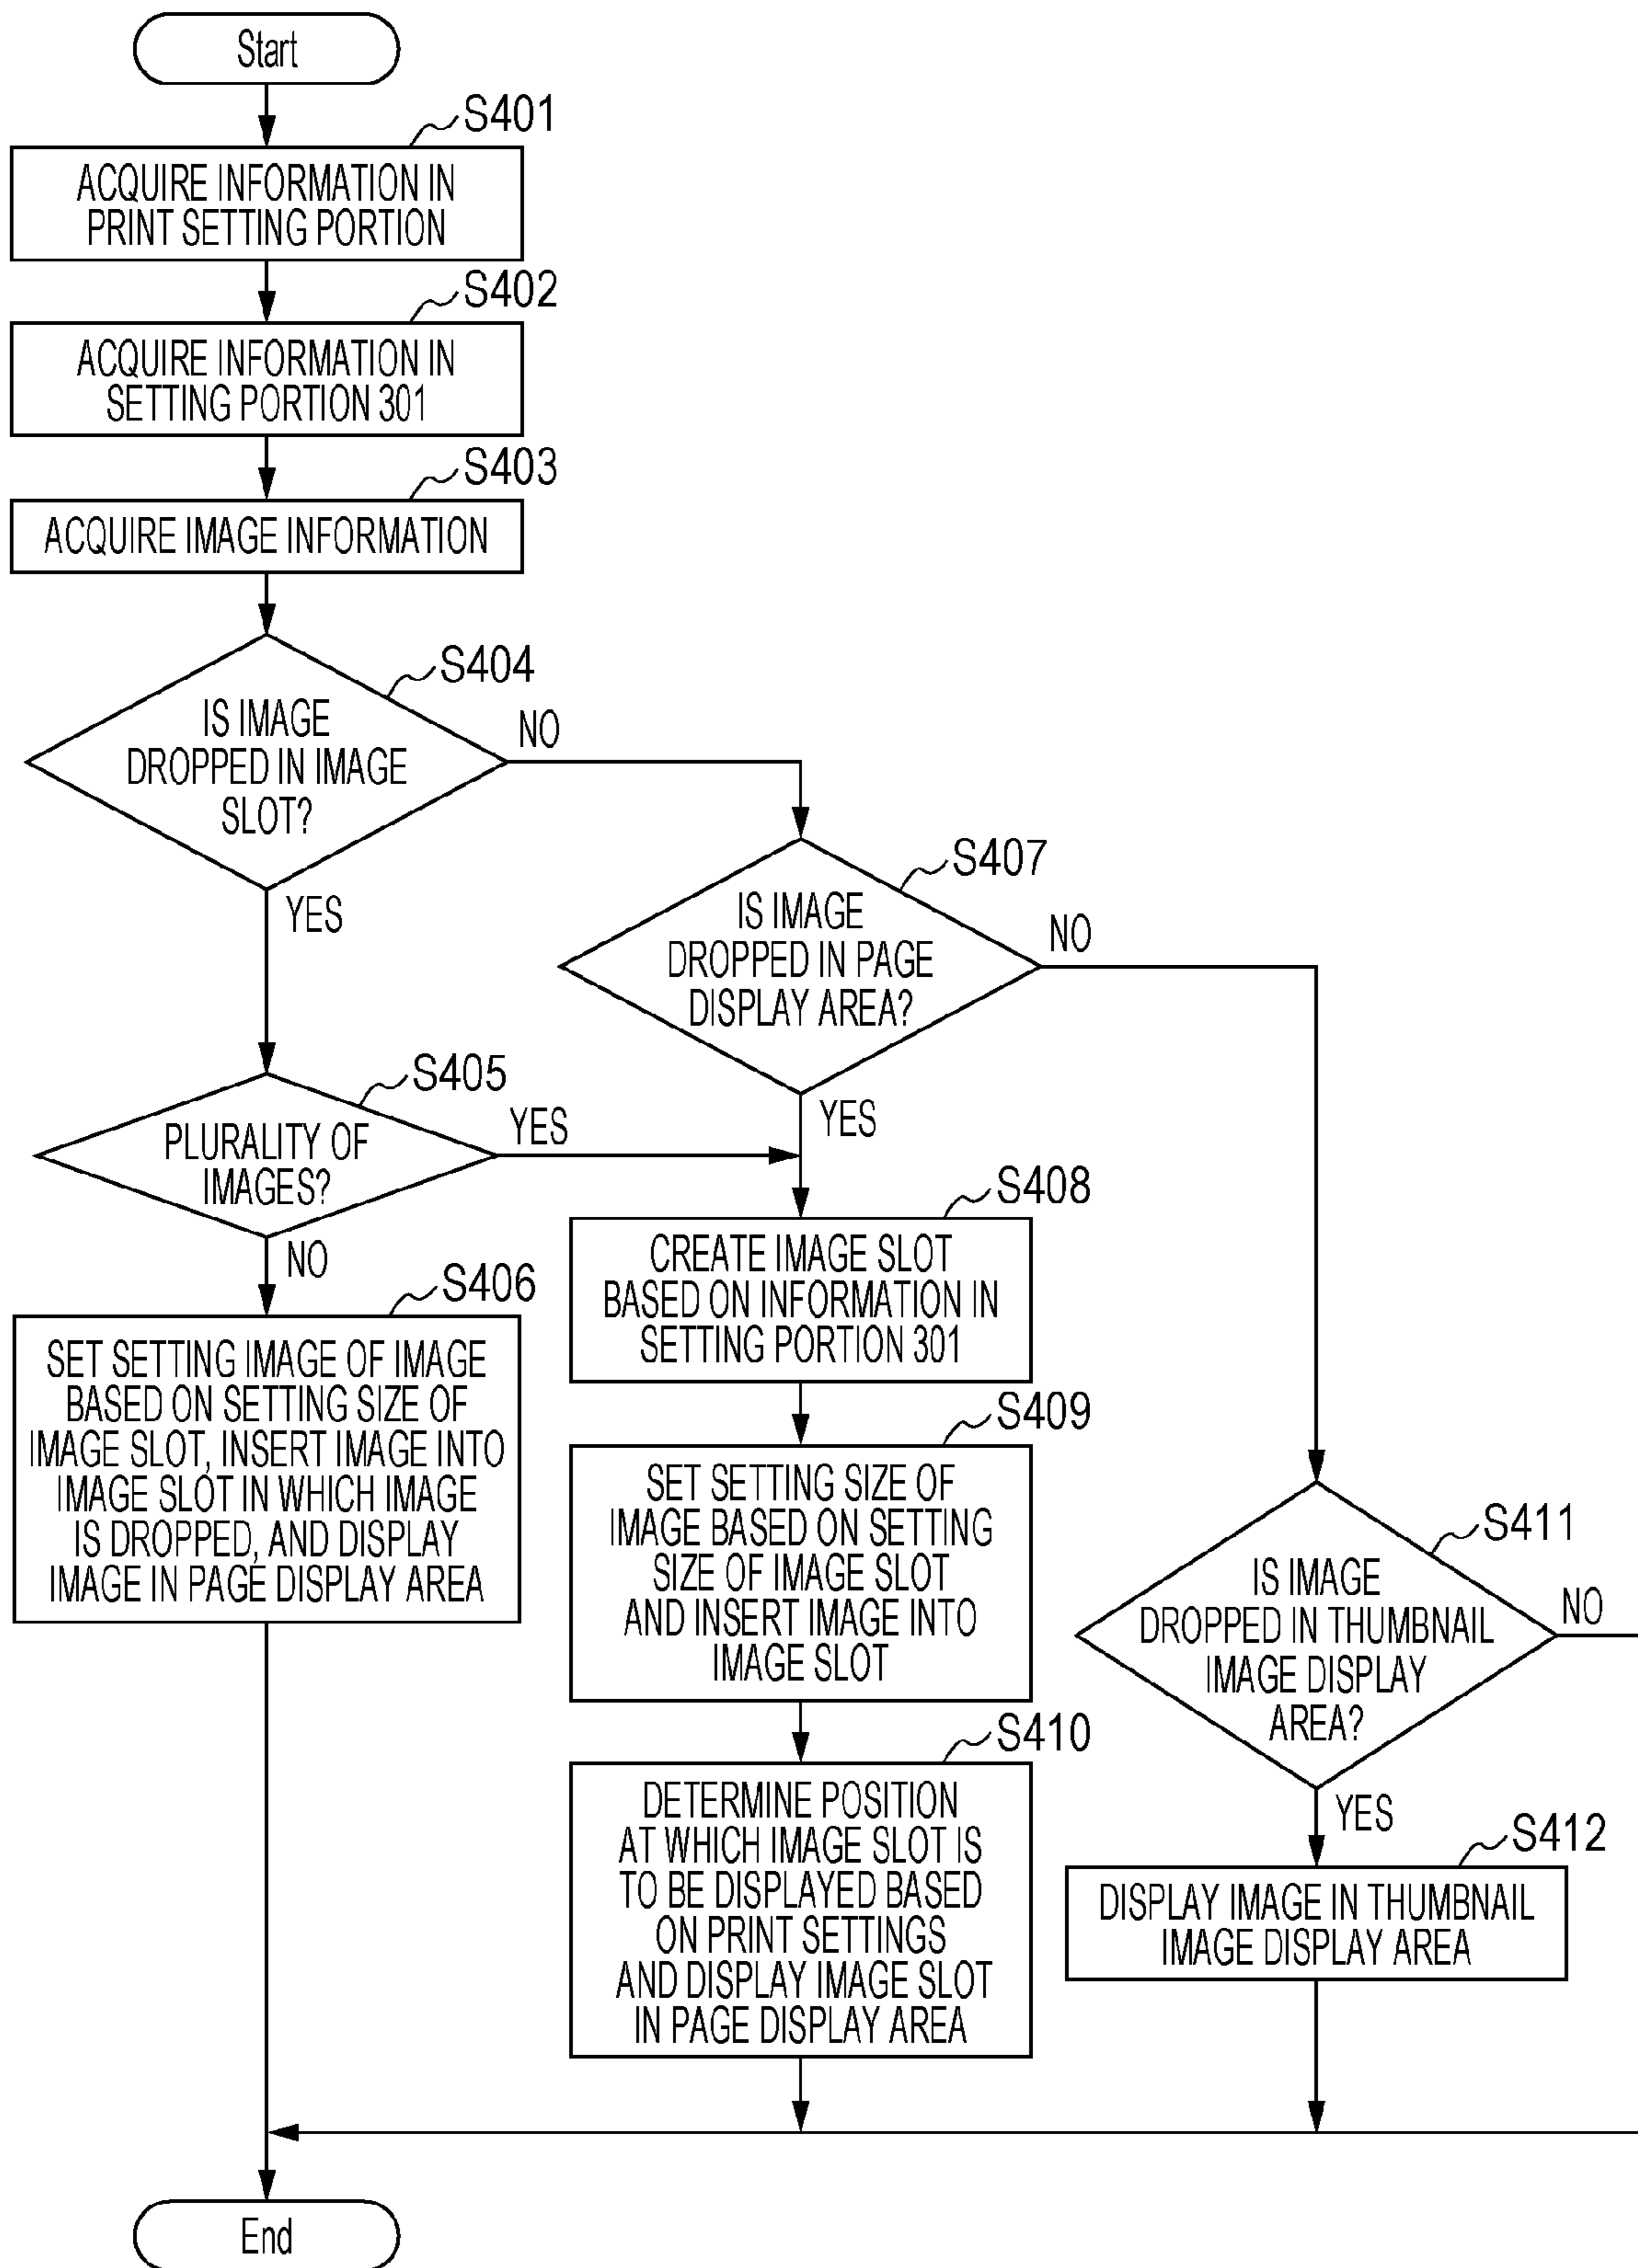 Start
S401
ACQUIRE INFORMATION IN
PRINT SETTING PORTION
S402
ACQUIRE INFORMATION IN
SETTING PORTION 301
S403
ACQUIRE IMAGE INFORMATION
S404
IS IMAGE
DROPPED IN IMAGE
SLOT?
NO
YES
S405
PLURALITY OF
IMAGES?
YES
NO
S406
SET SETTING IMAGE OF IMAGE
BASED ON SETTING SIZE OF
IMAGE SLOT, INSERT IMAGE INTO
IMAGE SLOT IN WHICH IMAGE
IS DROPPED, AND DISPLAY
IMAGE IN PAGE DISPLAY AREA
S407
IS IMAGE
DROPPED IN PAGE
DISPLAY AREA?
NO
YES
S408
CREATE IMAGE SLOT
BASED ON INFORMATION IN
SETTING PORTION 301
S409
SET SETTING SIZE OF
IMAGE BASED ON SETTING
SIZE OF IMAGE SLOT
AND INSERT IMAGE INTO
IMAGE SLOT
S410
DETERMINE POSITION
AT WHICH IMAGE SLOT IS
TO BE DISPLAYED BASED
ON PRINT SETTINGS
AND DISPLAY IMAGE SLOT
IN PAGE DISPLAY AREA
S411
IS IMAGE
DROPPED IN THUMBNAIL
IMAGE DISPLAY
AREA?
NO
YES
S412
DISPLAY IMAGE IN THUMBNAIL
IMAGE DISPLAY AREA
End